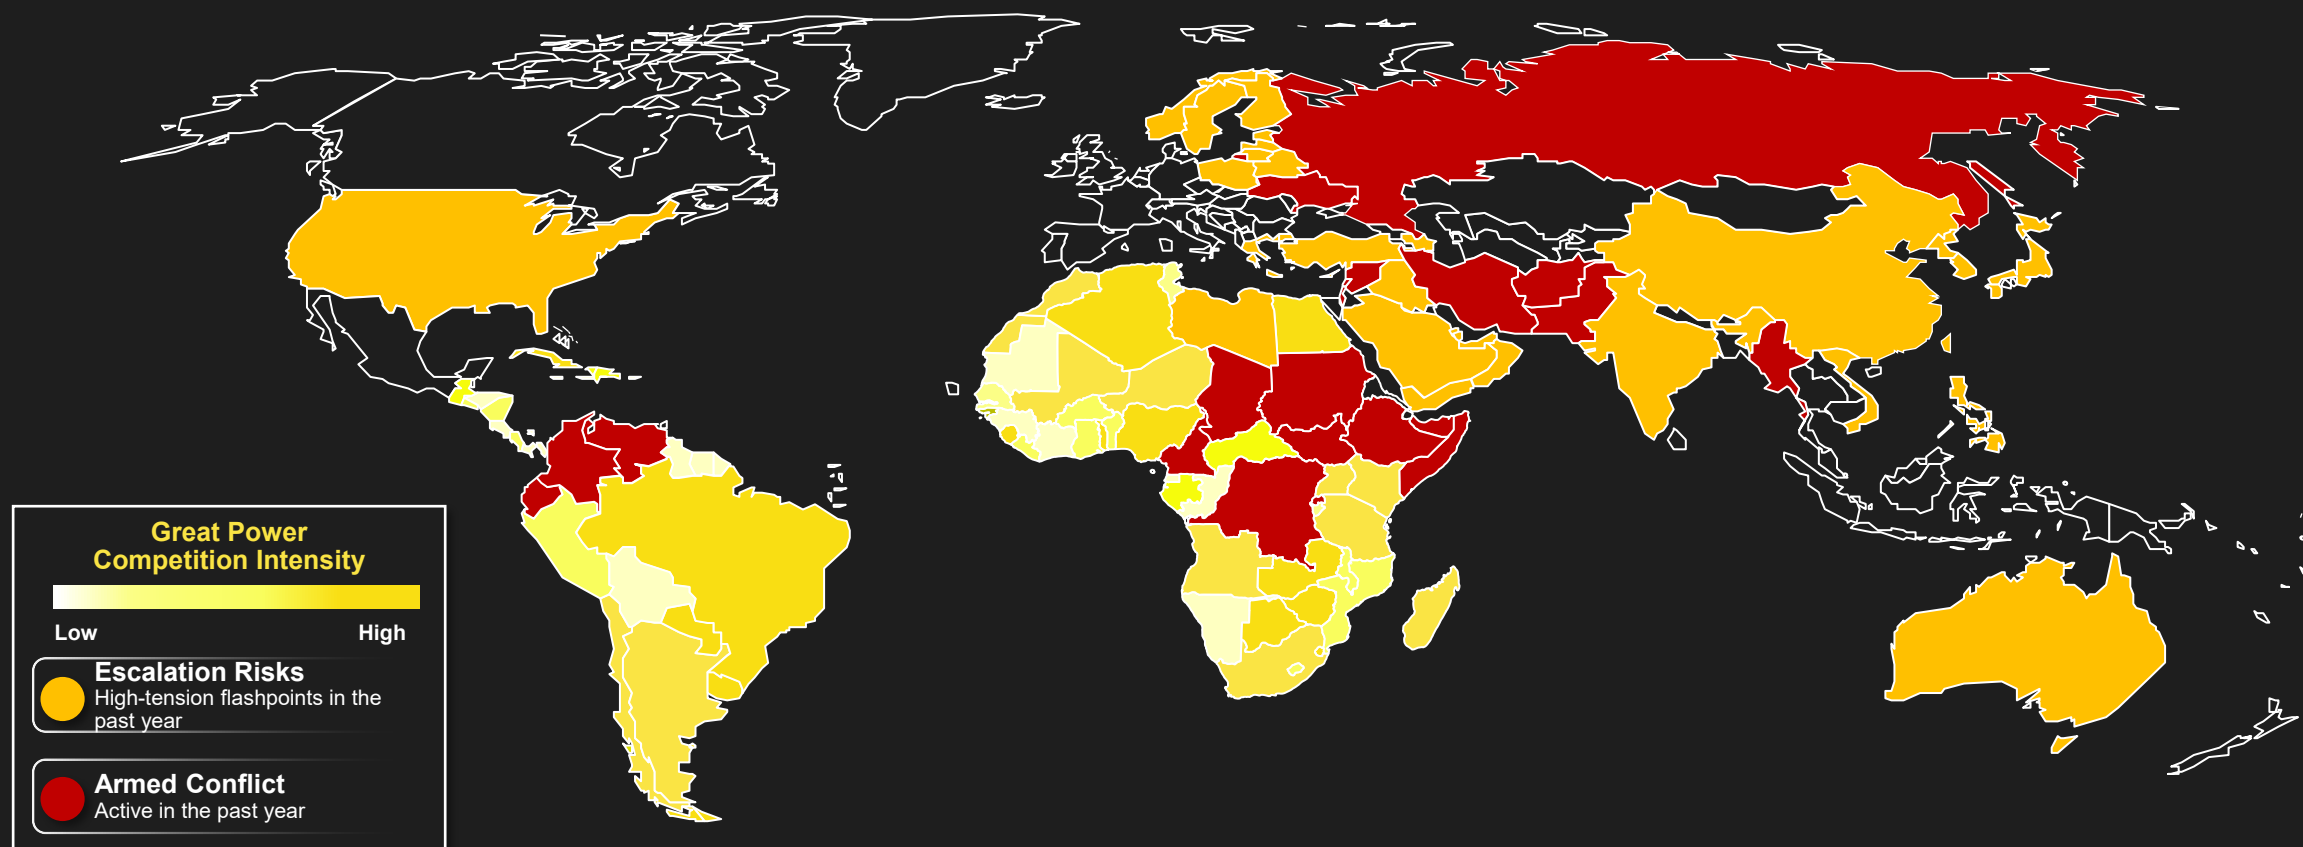 Great Power
Competition Intensity
Low
High
Escalation Risks
High-tension flashpoints in the
past year
Armed Conflict
Active in the past year